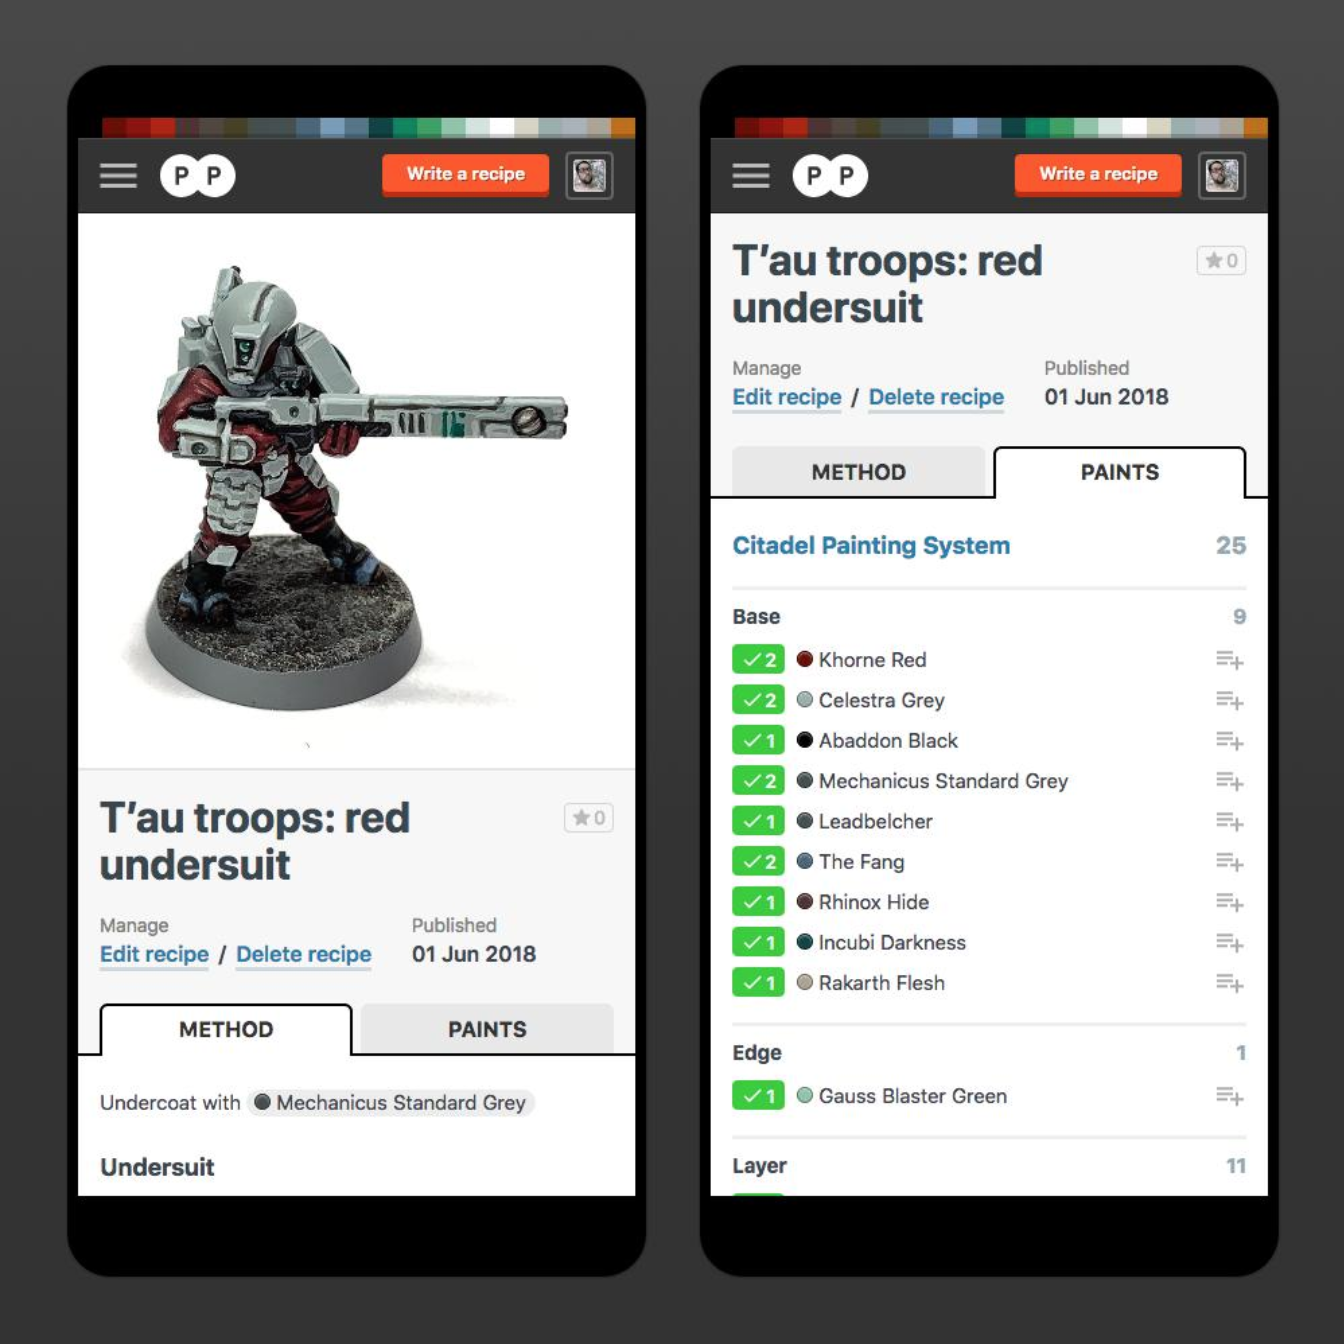 P P
Write a recipe
T'au troops: red
undersuit
★ 0
Manage
Published
Edit recipe / Delete recipe
01 Jun 2018
METHOD
PAINTS
Undercoat with Mechanicus Standard Grey
Undersuit
P P
Write a recipe
T'au troops: red
undersuit
★ 0
Manage
Published
Edit recipe / Delete recipe
01 Jun 2018
METHOD
PAINTS
Citadel Painting System 25
Base 9
✓ 2 Khorne Red
✓ 2 Celestra Grey
✓ 1 Abaddon Black
✓ 2 Mechanicus Standard Grey
✓ 1 Leadbelcher
✓ 2 The Fang
✓ 1 Rhinox Hide
✓ 1 Incubi Darkness
✓ 1 Rakarth Flesh
Edge 1
✓ 1 Gauss Blaster Green
Layer 11